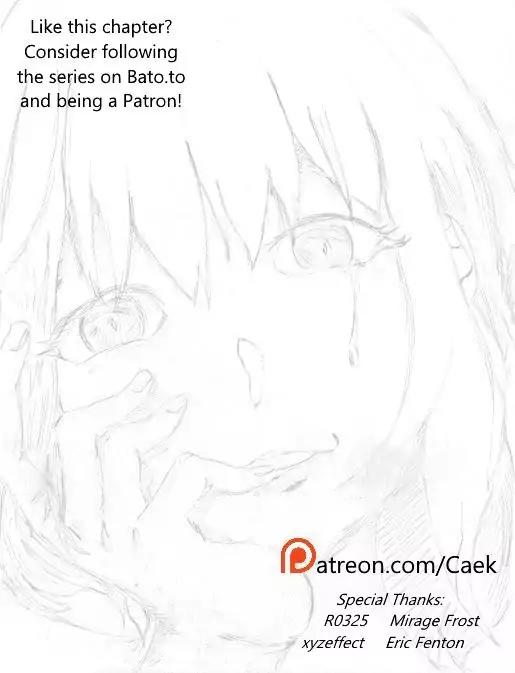 Like this chapter?
Consider following
the series on Bato.to
and being a Patron!
Patreon.com/Caek
Special Thanks:
R0325 Mirage Frost
xyzeffect Eric Fenton